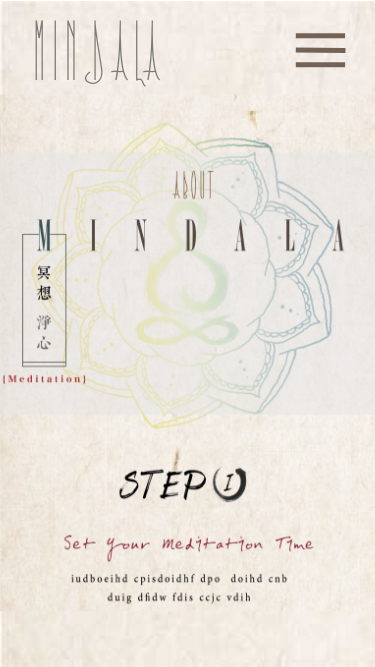 MINDALA
ABOUT
MINDALA
冥想 淨心
[Meditation]
STEP 1
Set Your Meditation Time
iudboeihd cpisdoidhf dpo doihd cnb
duig dfidw fdis ccjc vdih